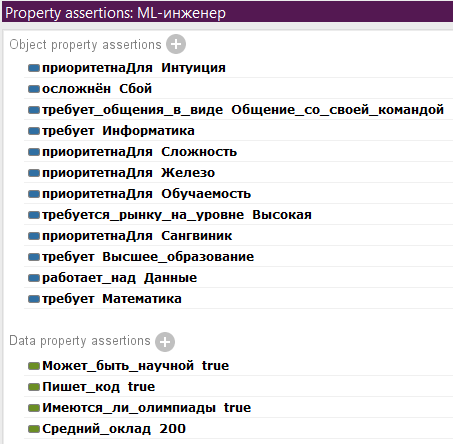 Property assertions: ML-инженер
Object property assertions
приоритетнаДля Интуиция
осложнён Сбой
требует_общения_в_виде Общение_со_своей_командой
требует Информатика
приоритетнаДля Сложность
приоритетнаДля Железо
приоритетнаДля Обучаемость
требуется_рынку_на_уровне Высокая
приоритетнаДля Сангвиник
требует Высшее_образование
работает_над Данные
требует Математика
Data property assertions
Может_быть_научной true
Пишет_код true
Имеются_ли_олимпиады true
Средний_оклад 200